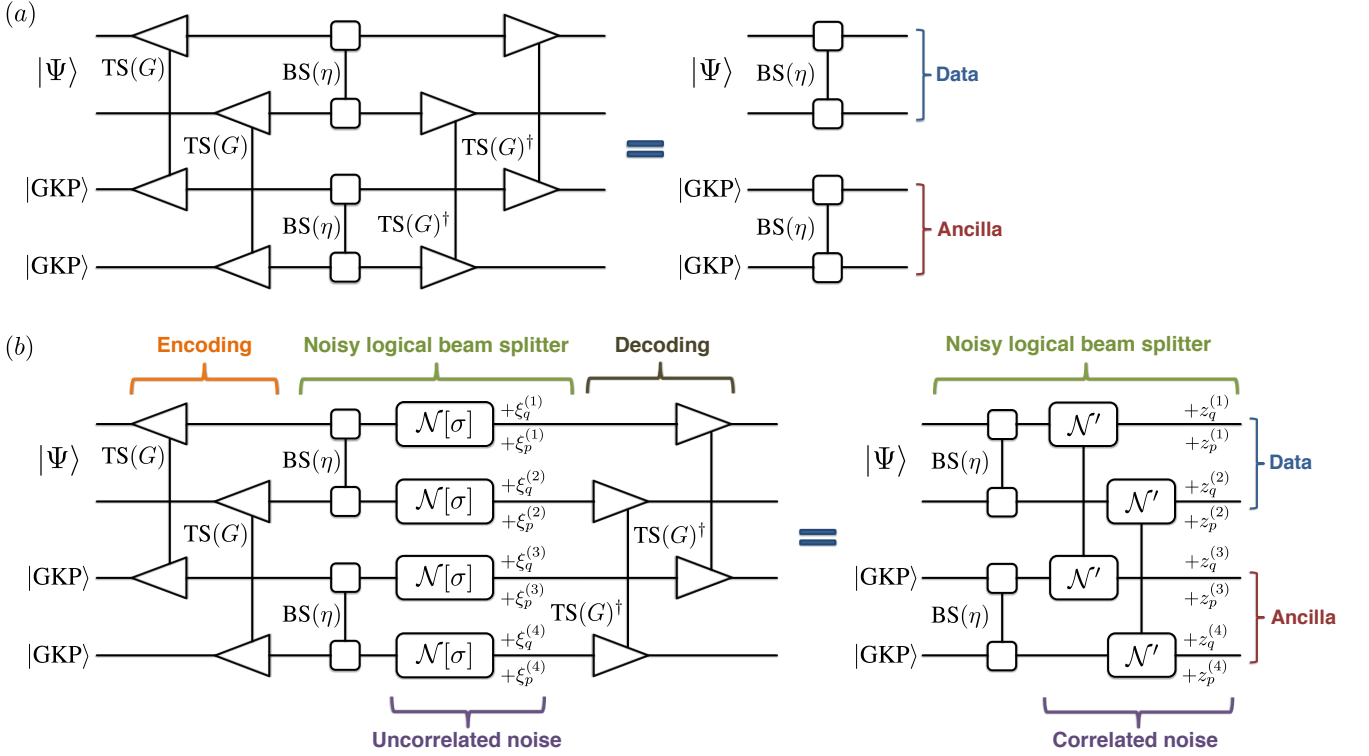 (a)
|Ψ⟩
TS(G)
BS(η)
TS(G)
TS(G)†
|GKP⟩
BS(η)
TS(G)†
|GKP⟩
|Ψ⟩
BS(η)
Data
|GKP⟩
BS(η)
Ancilla
|GKP⟩
(b)
Encoding
Noisy logical beam splitter
Decoding
|Ψ⟩
TS(G)
BS(η)
N[σ]
+ξ_q^(1)
+ξ_p^(1)
N[σ]
+ξ_q^(2)
+ξ_p^(2)
TS(G)
TS(G)†
|GKP⟩
N[σ]
+ξ_q^(3)
+ξ_p^(3)
BS(η)
TS(G)†
|GKP⟩
N[σ]
+ξ_q^(4)
+ξ_p^(4)
Uncorrelated noise
Noisy logical beam splitter
|Ψ⟩
BS(η)
N′
+z_q^(1)
+z_p^(1)
Data
N′
+z_q^(2)
+z_p^(2)
|GKP⟩
N′
+z_q^(3)
+z_p^(3)
BS(η)
Ancilla
|GKP⟩
N′
+z_q^(4)
+z_p^(4)
Correlated noise